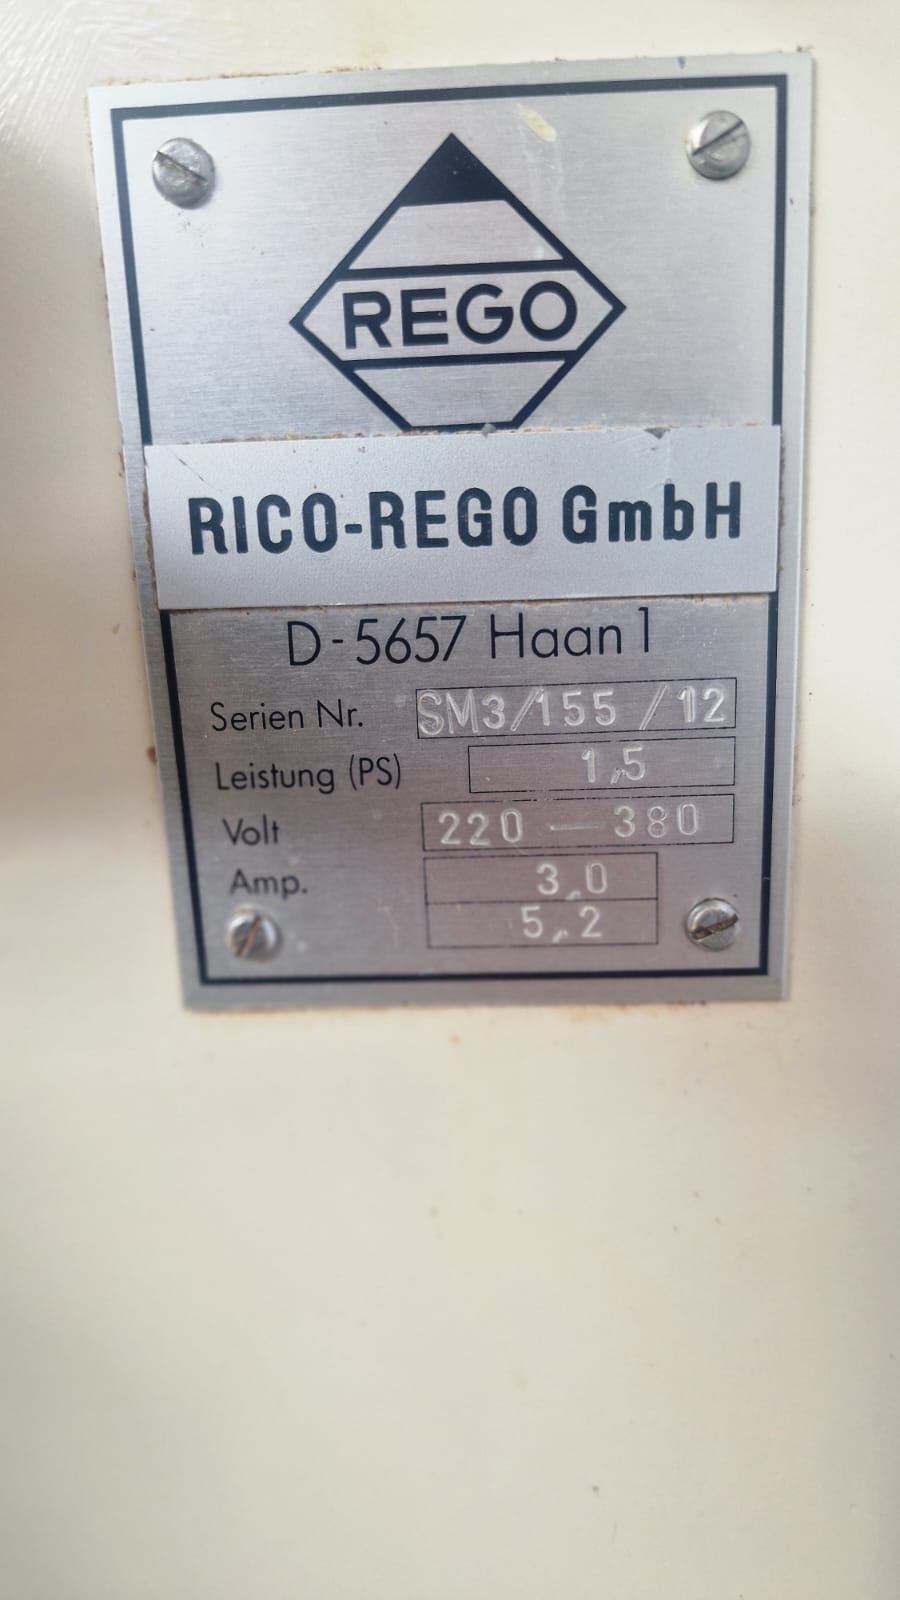 REGO
RICO-REGO GmbH
D-5657 Haan 1
Serien Nr. SM3/155 /12
Leistung (PS) 1,5
Volt 220 — 380
Amp. 3,0
5,2